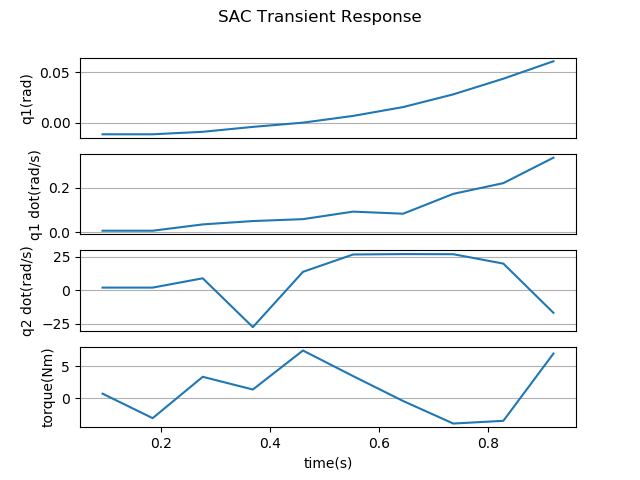 SAC Transient Response
q1(rad)
0.05
0.00
q1 dot(rad/s)
0.2
0.0
q2 dot(rad/s)
25
0
−25
torque(Nm)
5
0
0.2 0.4 0.6 0.8
time(s)